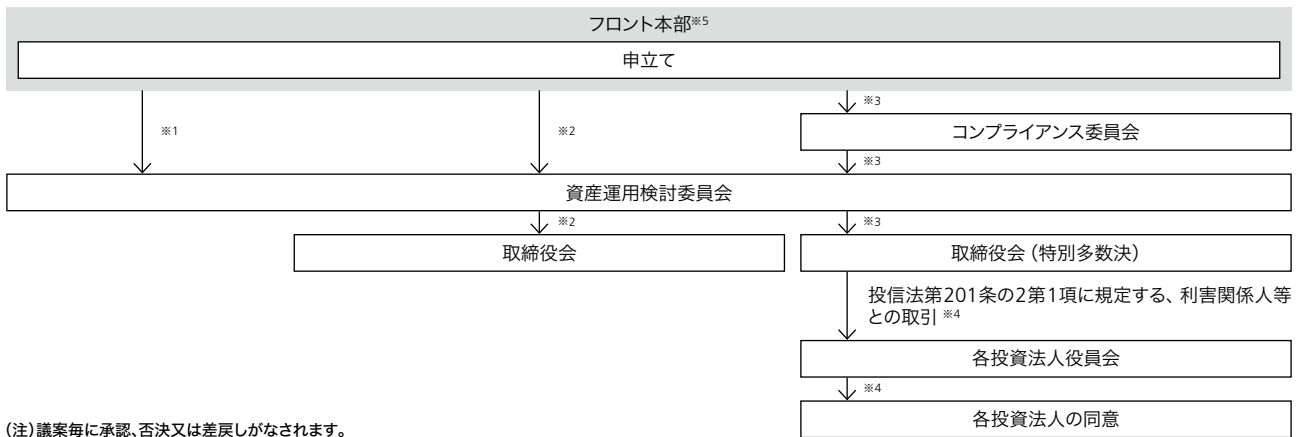 フロント本部※5
申立て
※3
※1
※2
コンプライアンス委員会
※3
資産運用検討委員会
※2
※3
取締役会
取締役会（特別多数決）
投信法第201条の2第1項に規定する、利害関係人等
との取引 ※4
各投資法人役員会
※4
各投資法人の同意
(注)議案毎に承認、否決又は差戻しがなされます。